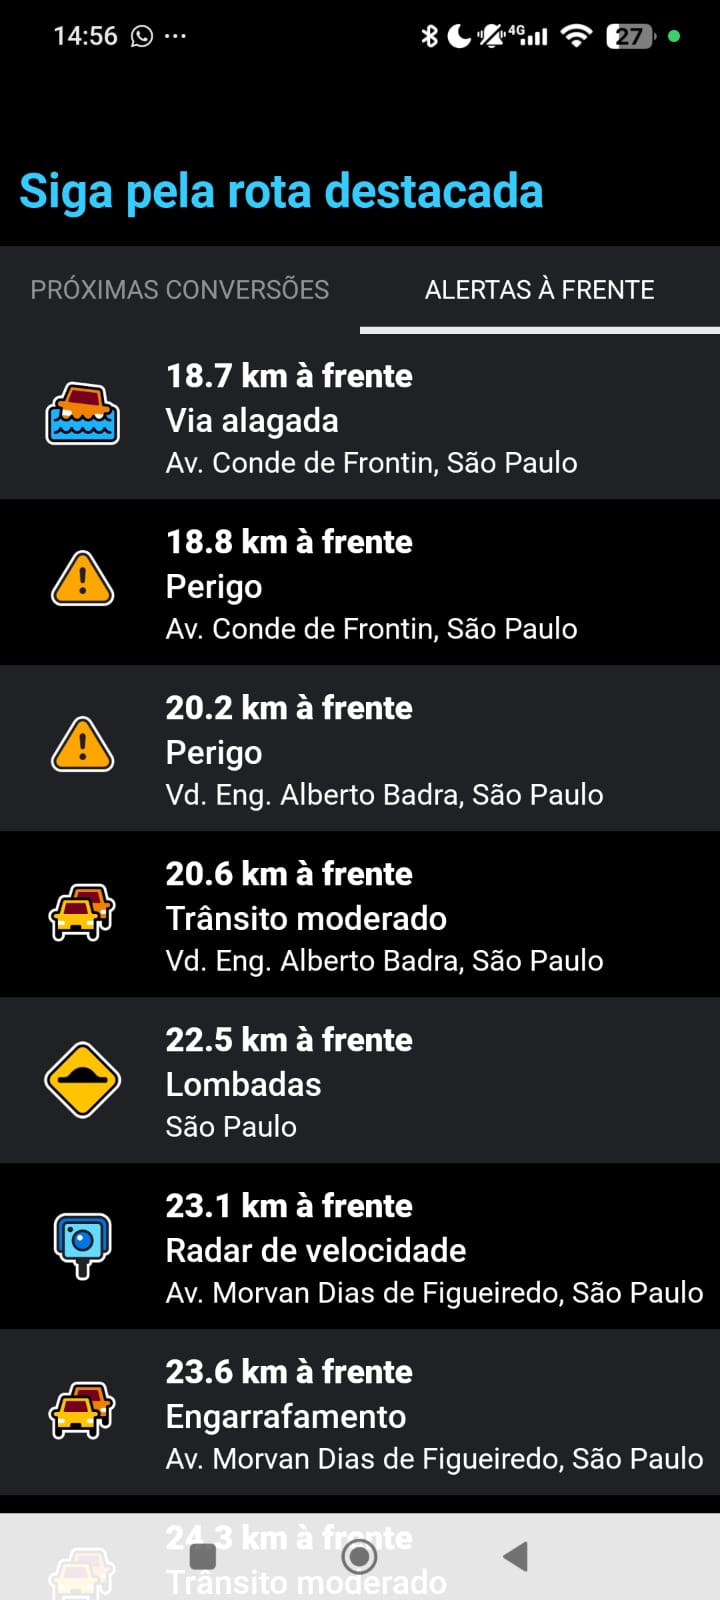 14:56
4G
27
Siga pela rota destacada
PRÓXIMAS CONVERSÕES
ALERTAS À FRENTE
18.7 km à frente
Via alagada
Av. Conde de Frontin, São Paulo
18.8 km à frente
Perigo
Av. Conde de Frontin, São Paulo
20.2 km à frente
Perigo
Vd. Eng. Alberto Badra, São Paulo
20.6 km à frente
Trânsito moderado
Vd. Eng. Alberto Badra, São Paulo
22.5 km à frente
Lombadas
São Paulo
23.1 km à frente
Radar de velocidade
Av. Morvan Dias de Figueiredo, São Paulo
23.6 km à frente
Engarrafamento
Av. Morvan Dias de Figueiredo, São Paulo
24.3 km à frente
Trânsito moderado